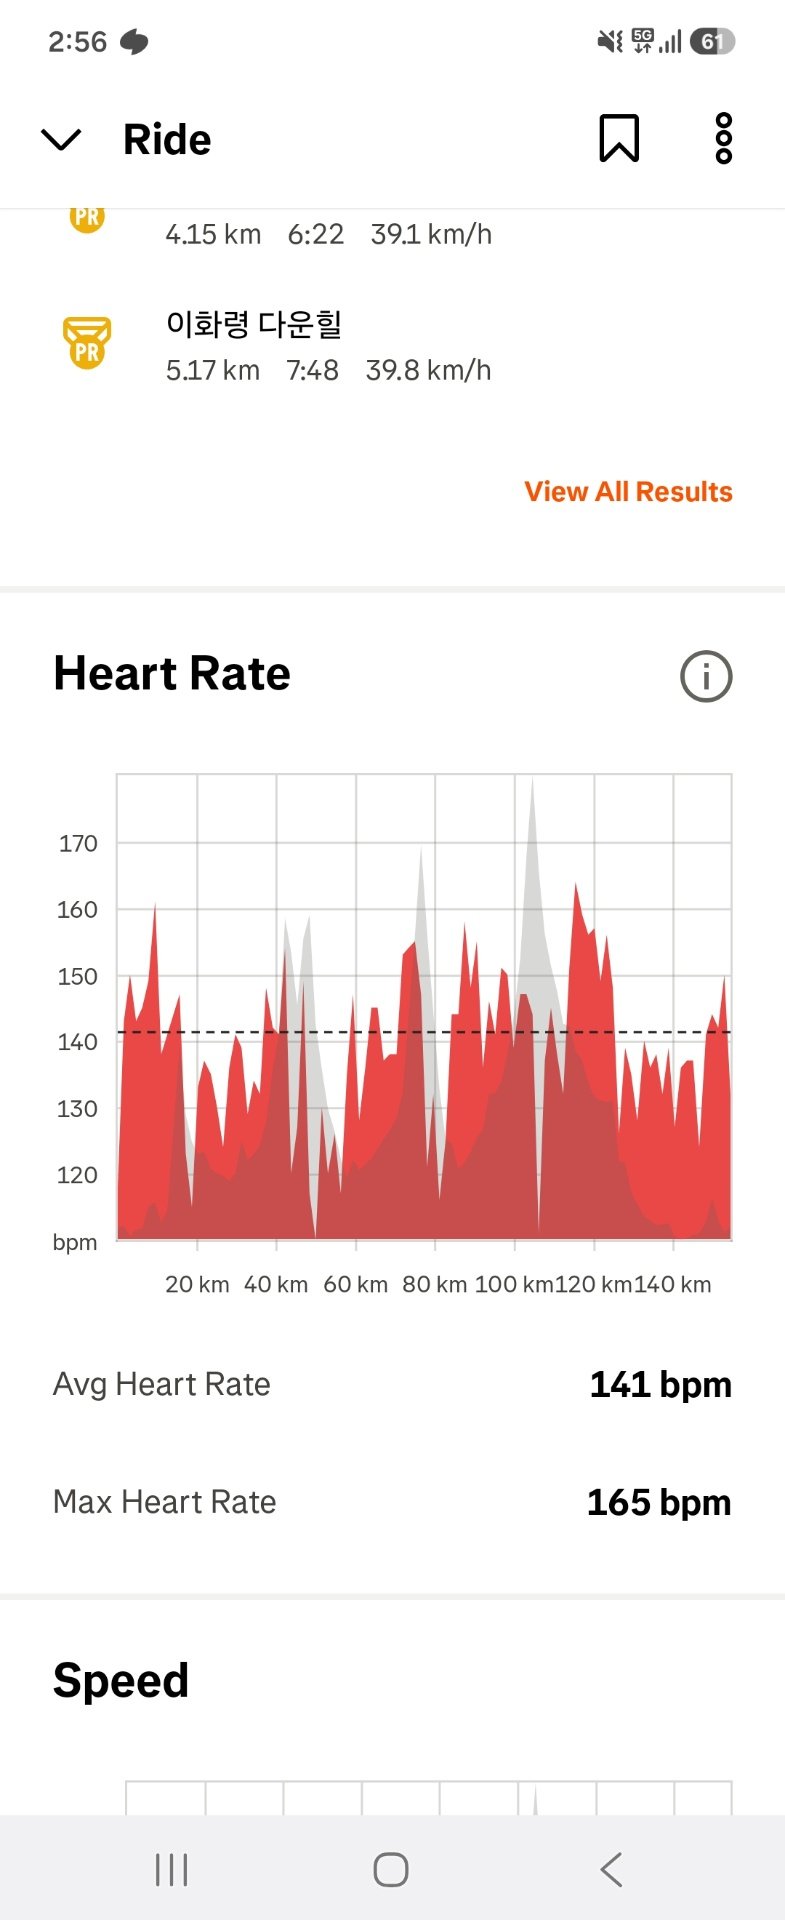 2:56
5G
61
Ride
PR
4.15 km 6:22 39.1 km/h
이화령 다운힐
PR
5.17 km 7:48 39.8 km/h
View All Results
Heart Rate
i
170
160
150
140
130
120
bpm
20 km 40 km 60 km 80 km 100 km 120 km 140 km
Avg Heart Rate 141 bpm
Max Heart Rate 165 bpm
Speed